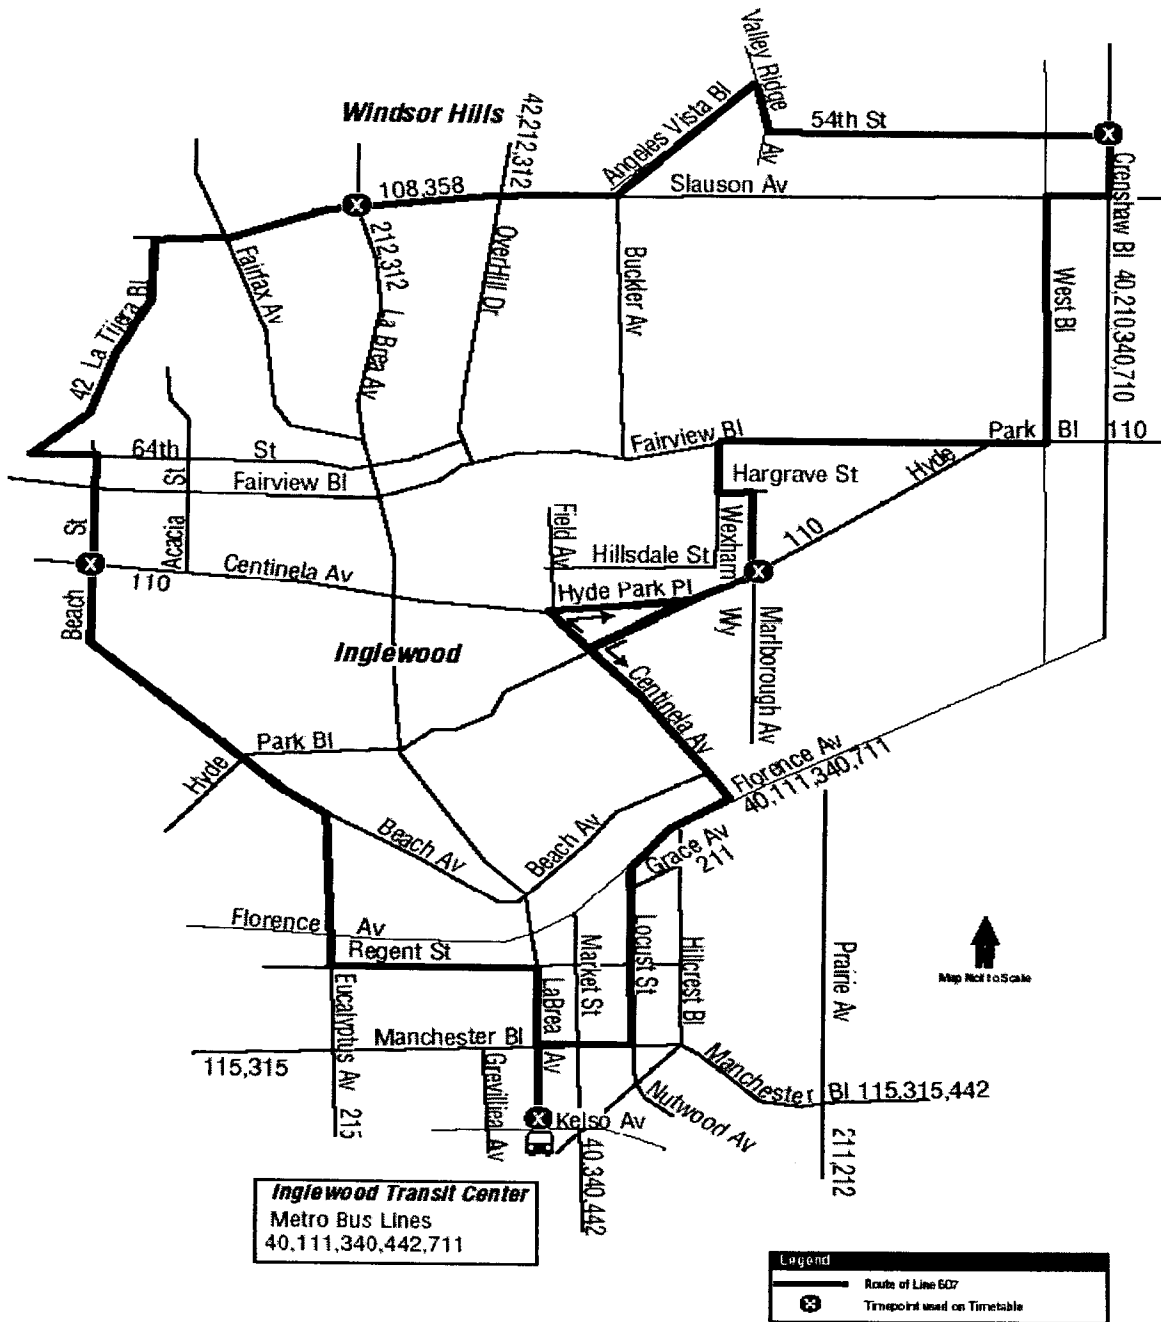 Valley Ridge
Av
Windsor Hills
42,212,312
Angeles Vista Bl
54th St
108,358
Slauson Av
Crenshaw Bl 40,210,340,710
212,312
La Brea Av
OverHill Dr
Fairfax Av
Buckler Av
West Bl
42 La Tijera Bl
64th St
Fairview Bl
Fairview Bl
Park Bl 110
Hyde
Hargrave St
Acacia St
Beach St
Field Av
Wexham Wy
110
Hillsdale St
Centinela Av
110
Hyde Park Pl
Marlborough Av
Inglewood
Centinela Av
Park Bl
Hyde
Florence Av
40,111,340,711
Beach Av
Beach Av
Grace Av
211
Florence Av
Regent St
Market St
Locust St
Hillcrest Bl
Prairie Av
Map Not to Scale
Eucalyptus Av 215
LaBrea Av
Manchester Bl
115,315
Grevilliea Av
Manchester Bl 115,315,442
Nutwood Av
Kelso Av
40,340,442
211,212
Inglewood Transit Center
Metro Bus Lines
40,111,340,442,711
Legend
Route of Line 607
Timepoint used on Timetable